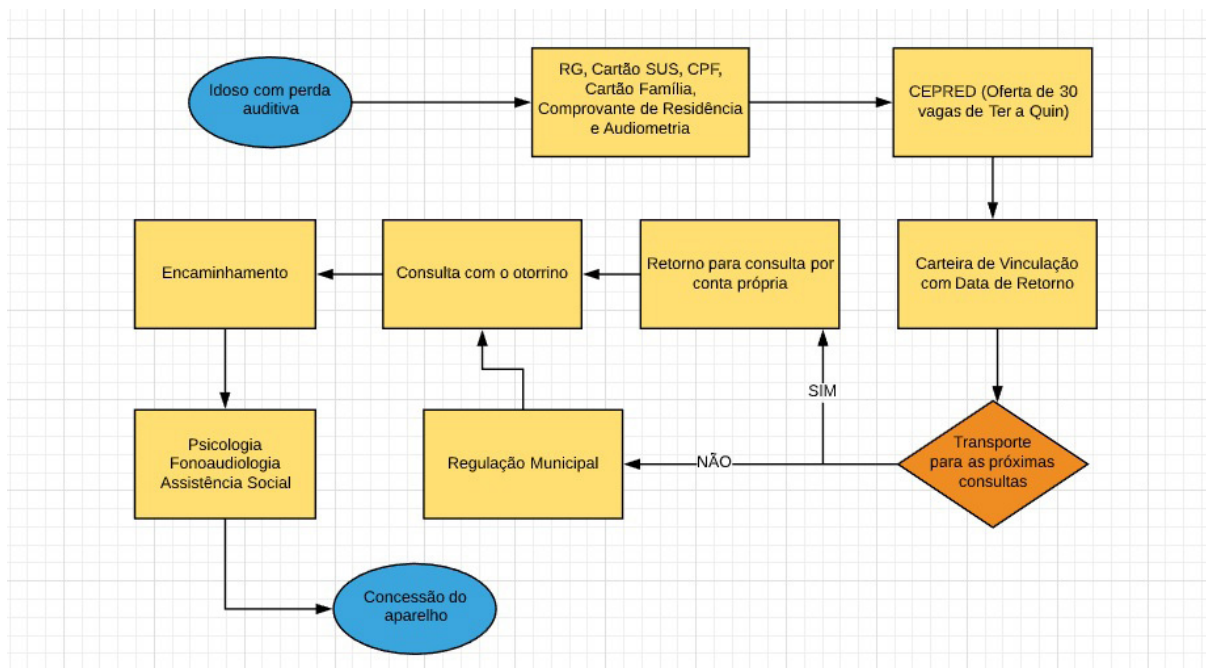 Idoso com perda
auditiva
RG, Cartão SUS, CPF,
Cartão Família,
Comprovante de Residência
e Audiometria
CEPRED (Oferta de 30
vagas de Ter a Quin)
Encaminhamento
Consulta com o otorrino
Retorno para consulta por
conta própria
Carteira de Vinculação
com Data de Retorno
SIM
Psicologia
Fonoaudiologia
Assistência Social
Regulação Municipal
NÃO
Transporte
para as próximas
consultas
Concessão do
aparelho